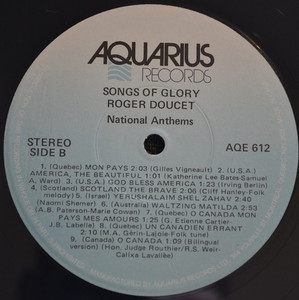 AQUARIUS
RECORDS
SONGS OF GLORY
ROGER DOUCET
National Anthems
STEREO
SIDE B
AQE 612
1, (Quebec) MON PAYS 2:03 (Gilles Vigneault) 2. (U.S.A.)
AMERICA, THE BEAUTIFUL 1:01 (Katherine Lee Bates-Samuel
A. Ward) 3. (U.S.A) GOD BLESS AMERICA 1:23 (Irving Berlin)
4. (Scotland) SCOTLAND THE BRAVE 2:06 (Cliff Hanley-Folk
melody) 5. (Israel) YERUSHALAIM SHEL ZAHAV 2:40
(Naomi Shemer) 6. (Australia) WALTZING MATILDA 2:53
(A.B. Paterson-Marie Cowan) 7. (Quebec) O CANADA MON
PAYS MES AMOURS 1:25 (G. Etienne Cartier-
J.B. Labelle) 8. (Quebec) UN CANADIEN ERRANT
2:10 (M.A. Gérin-Lajoie-Folk tune)
9, (Canada) O CANADA 1:09 (Bilingual
version) (Hon. Judge Routhier/R.S. Weir-
Calixa Lavallée)